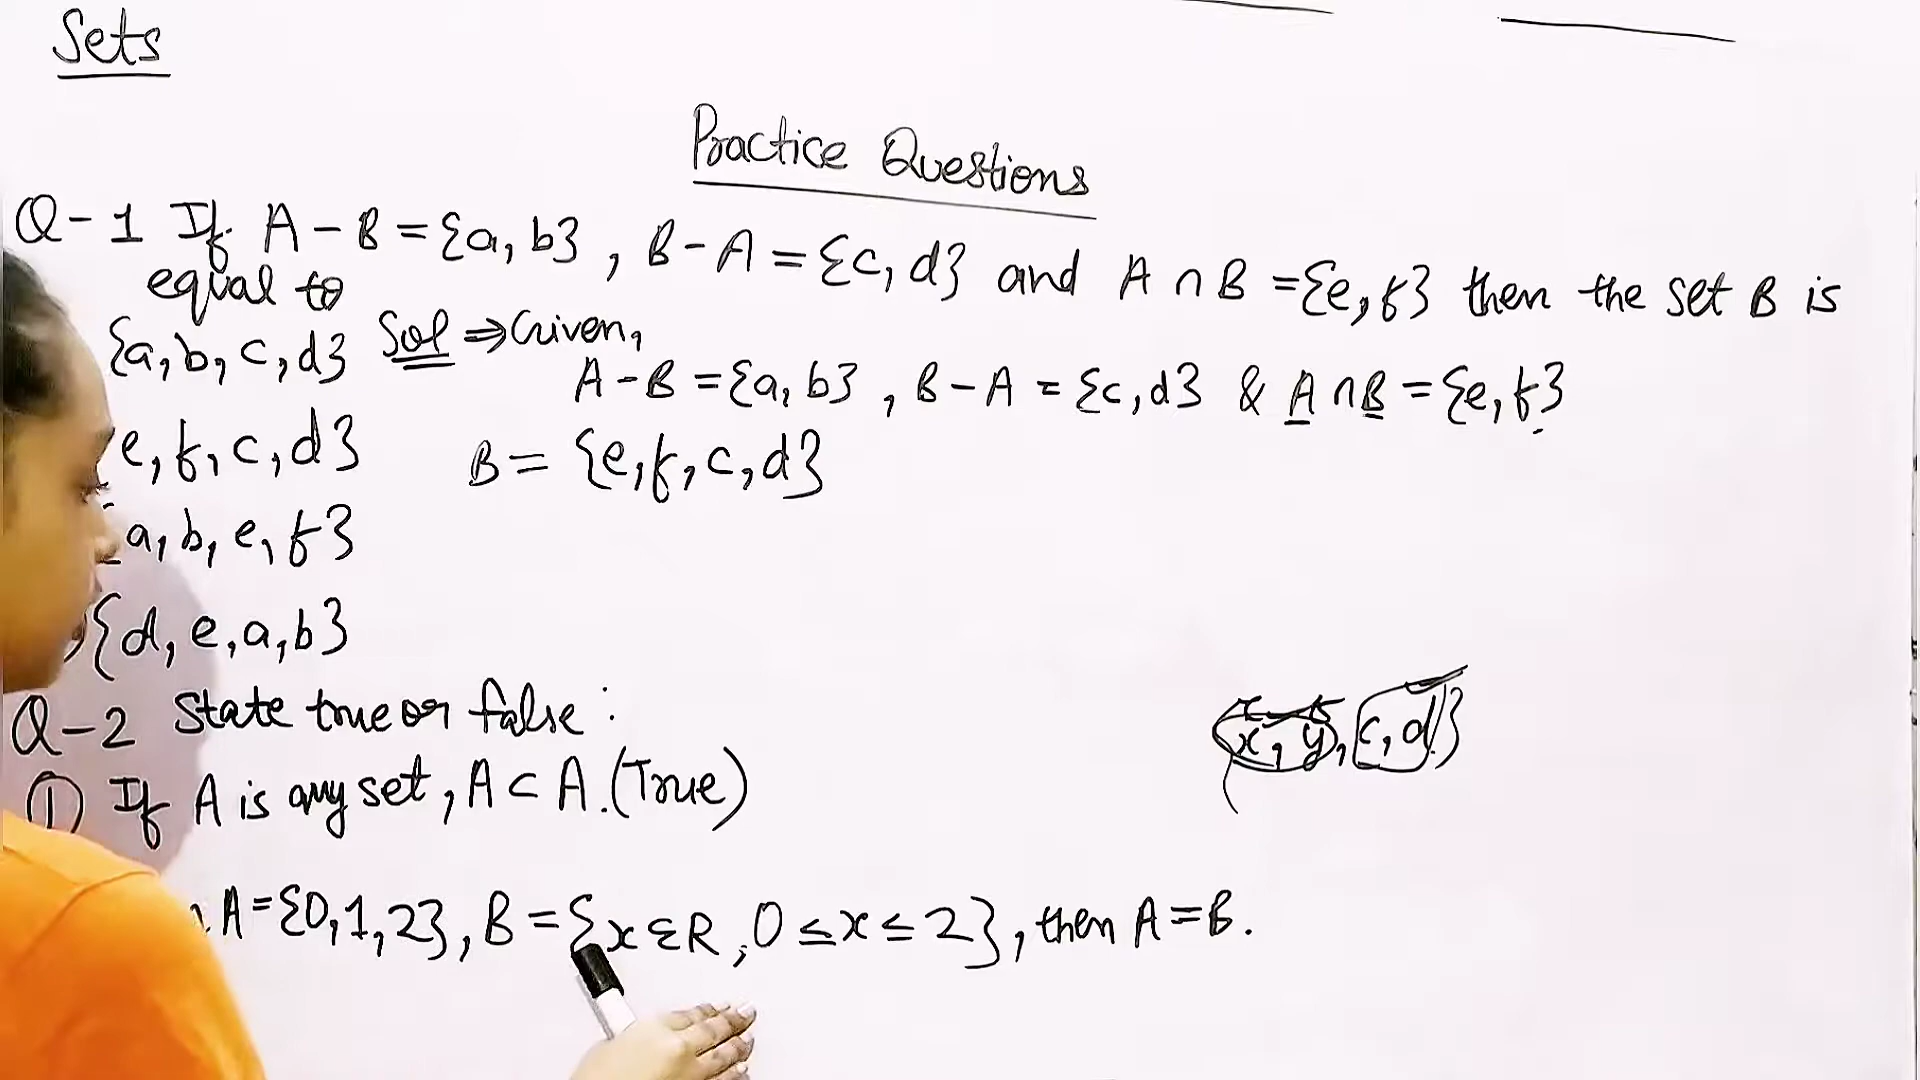 Sets
Practice Questions
Q-1 If A-B={a, b} , B-A={c, d} and A∩B={e, f} then the set B is
equal to
{a, b, c, d} Sol ⇒ Given,
A-B={a, b} , B-A={c, d} & A∩B={e, f}
e, f, c, d} B={e, f, c, d}
{a, b, e, f}
){d, e, a, b}
Q-2 State true or false:
① If A is any set, A⊂A.(True)
x, y, c, d}
A={0,1,2}, B={x∈R, 0≤x≤2}, then A=B.